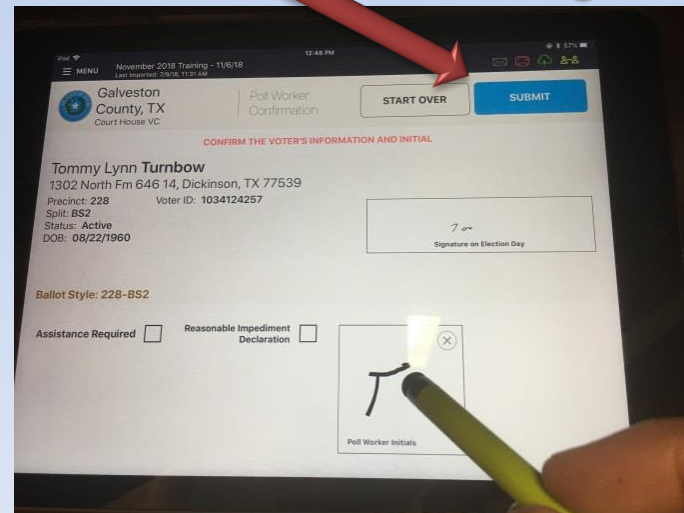 iPad 12:48 PM 57%
MENU November 2018 Training - 11/6/18
Last Imported: 7/9/18, 11:31 AM
Galveston
County, TX
Court House VC
Poll Worker
Confirmation
START OVER
SUBMIT
CONFIRM THE VOTER'S INFORMATION AND INITIAL
Tommy Lynn Turnbow
1302 North Fm 646 14, Dickinson, TX 77539
Precinct: 228 Voter ID: 1034124257
Split: BS2
Status: Active
DOB: 08/22/1960
Signature on Election Day
Ballot Style: 228-BS2
Assistance Required
Reasonable Impediment
Declaration
T
Poll Worker Initials